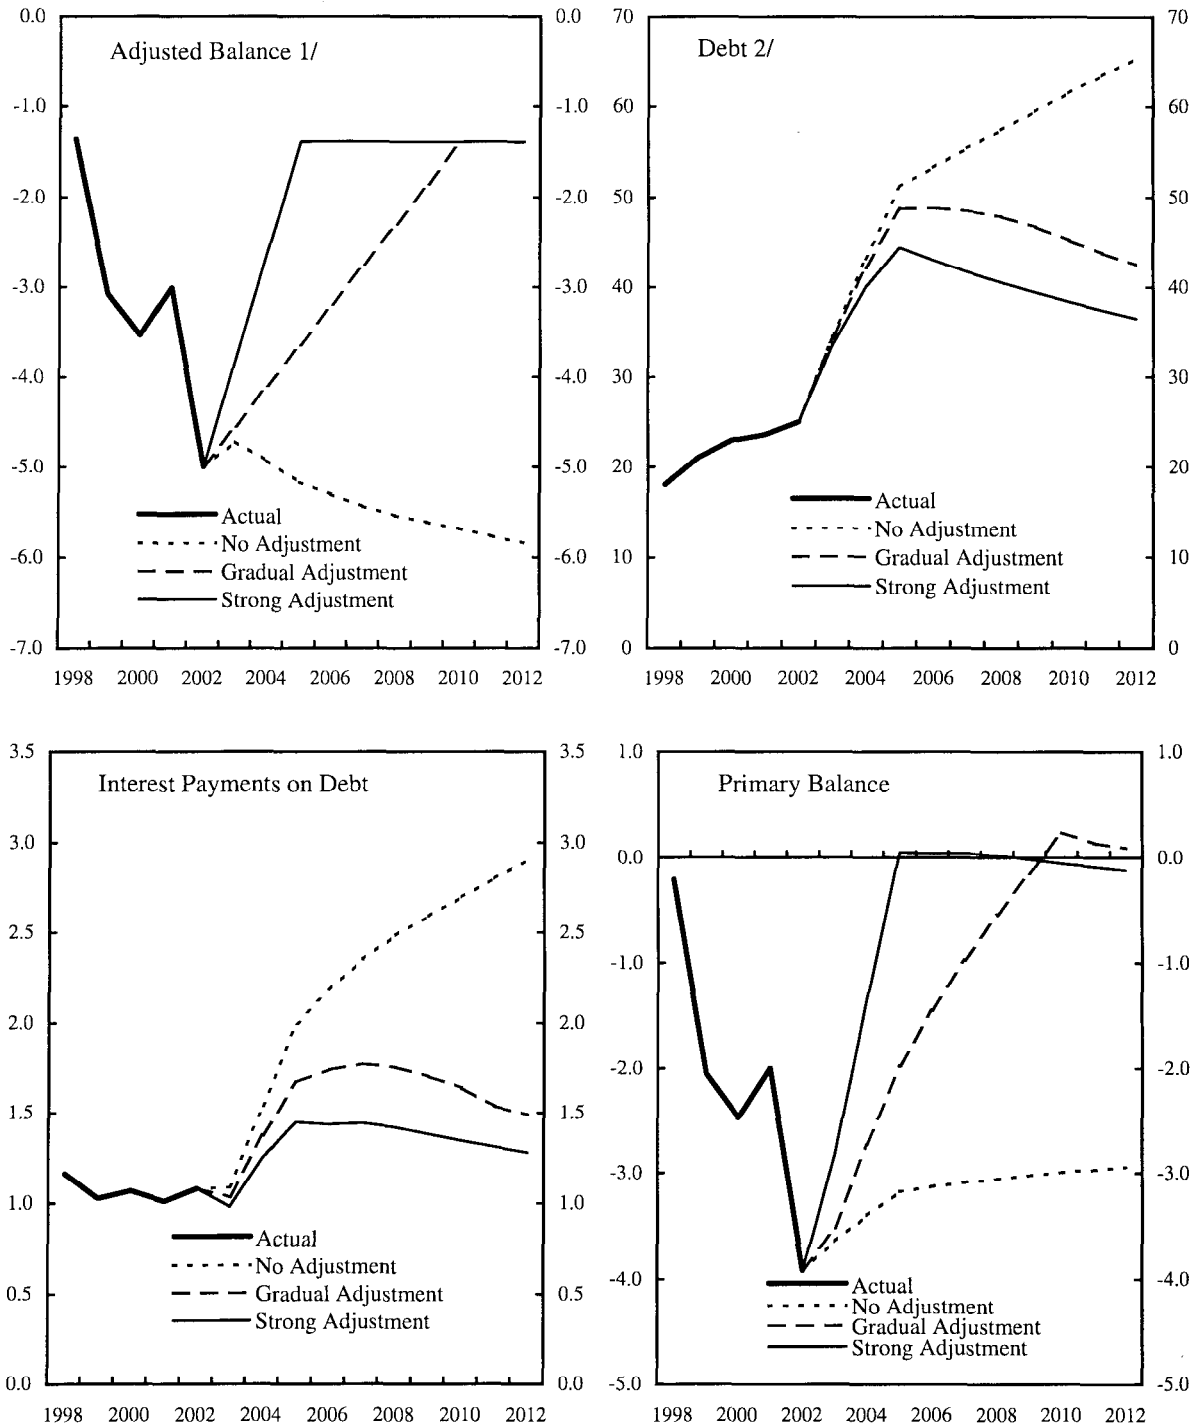 Adjusted Balance 1/
0.0
-1.0
-2.0
-3.0
-4.0
-5.0
-6.0
-7.0
0.0
-1.0
-2.0
-3.0
-4.0
-5.0
-6.0
-7.0
Actual
No Adjustment
Gradual Adjustment
Strong Adjustment
1998 2000 2002 2004 2006 2008 2010 2012
Debt 2/
70
60
50
40
30
20
10
0
70
60
50
40
30
20
10
0
Actual
No Adjustment
Gradual Adjustment
Strong Adjustment
1998 2000 2002 2004 2006 2008 2010 2012
Interest Payments on Debt
3.5
3.0
2.5
2.0
1.5
1.0
0.5
0.0
3.5
3.0
2.5
2.0
1.5
1.0
0.5
0.0
Actual
No Adjustment
Gradual Adjustment
Strong Adjustment
1998 2000 2002 2004 2006 2008 2010 2012
Primary Balance
1.0
0.0
-1.0
-2.0
-3.0
-4.0
-5.0
1.0
0.0
-1.0
-2.0
-3.0
-4.0
-5.0
Actual
No Adjustment
Gradual Adjustment
Strong Adjustment
1998 2000 2002 2004 2006 2008 2010 2012